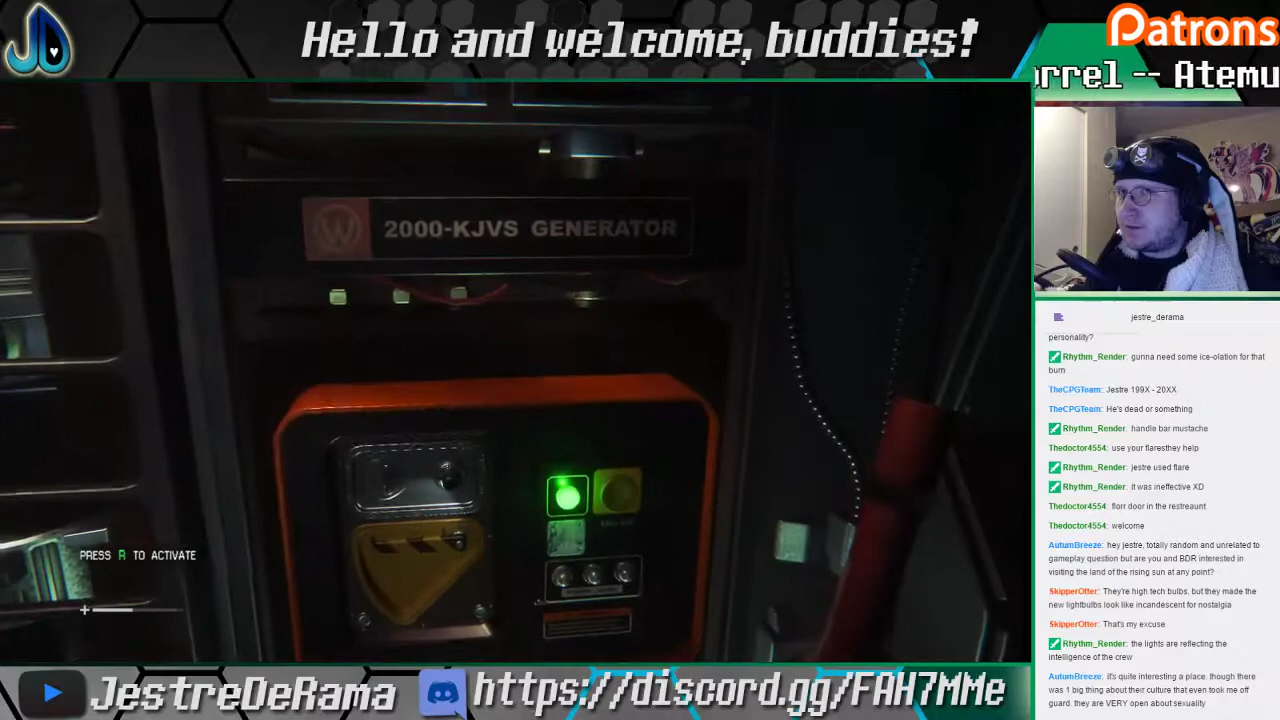 JD
Hello and welcome, buddies!
Patrons
orrel -- Atemu
W 2000-KJVS GENERATOR
PRESS R TO ACTIVATE
jestre_derama
personality?
Rhythm_Render: gunna need some ice-olation for that
burn
TheCPGTeam: Jestre 199X - 20XX
TheCPGTeam: He's dead or something
Rhythm_Render: handle bar mustache
Thedoctor4554: use your flaresthey help
Rhythm_Render: jestre used flare
Rhythm_Render: it was ineffective XD
Thedoctor4554: florr door in the restreaunt
Thedoctor4554: welcome
AutumBreeze: hey jestre, totally random and unrelated to
gameplay question but are you and BDR interested in
visiting the land of the rising sun at any point?
SkipperOtter: They're high tech bulbs, but they made the
new lightbulbs look like incandescent for nostalgia
SkipperOtter: That's my excuse
Rhythm_Render: the lights are reflecting the
intelligence of the crew
AutumBreeze: it's quite interesting a place. though there
was 1 big thing about their culture that even took me off
guard. they are VERY open about sexuality
JestreDeRama
https://discord.gg/FAH7MMe